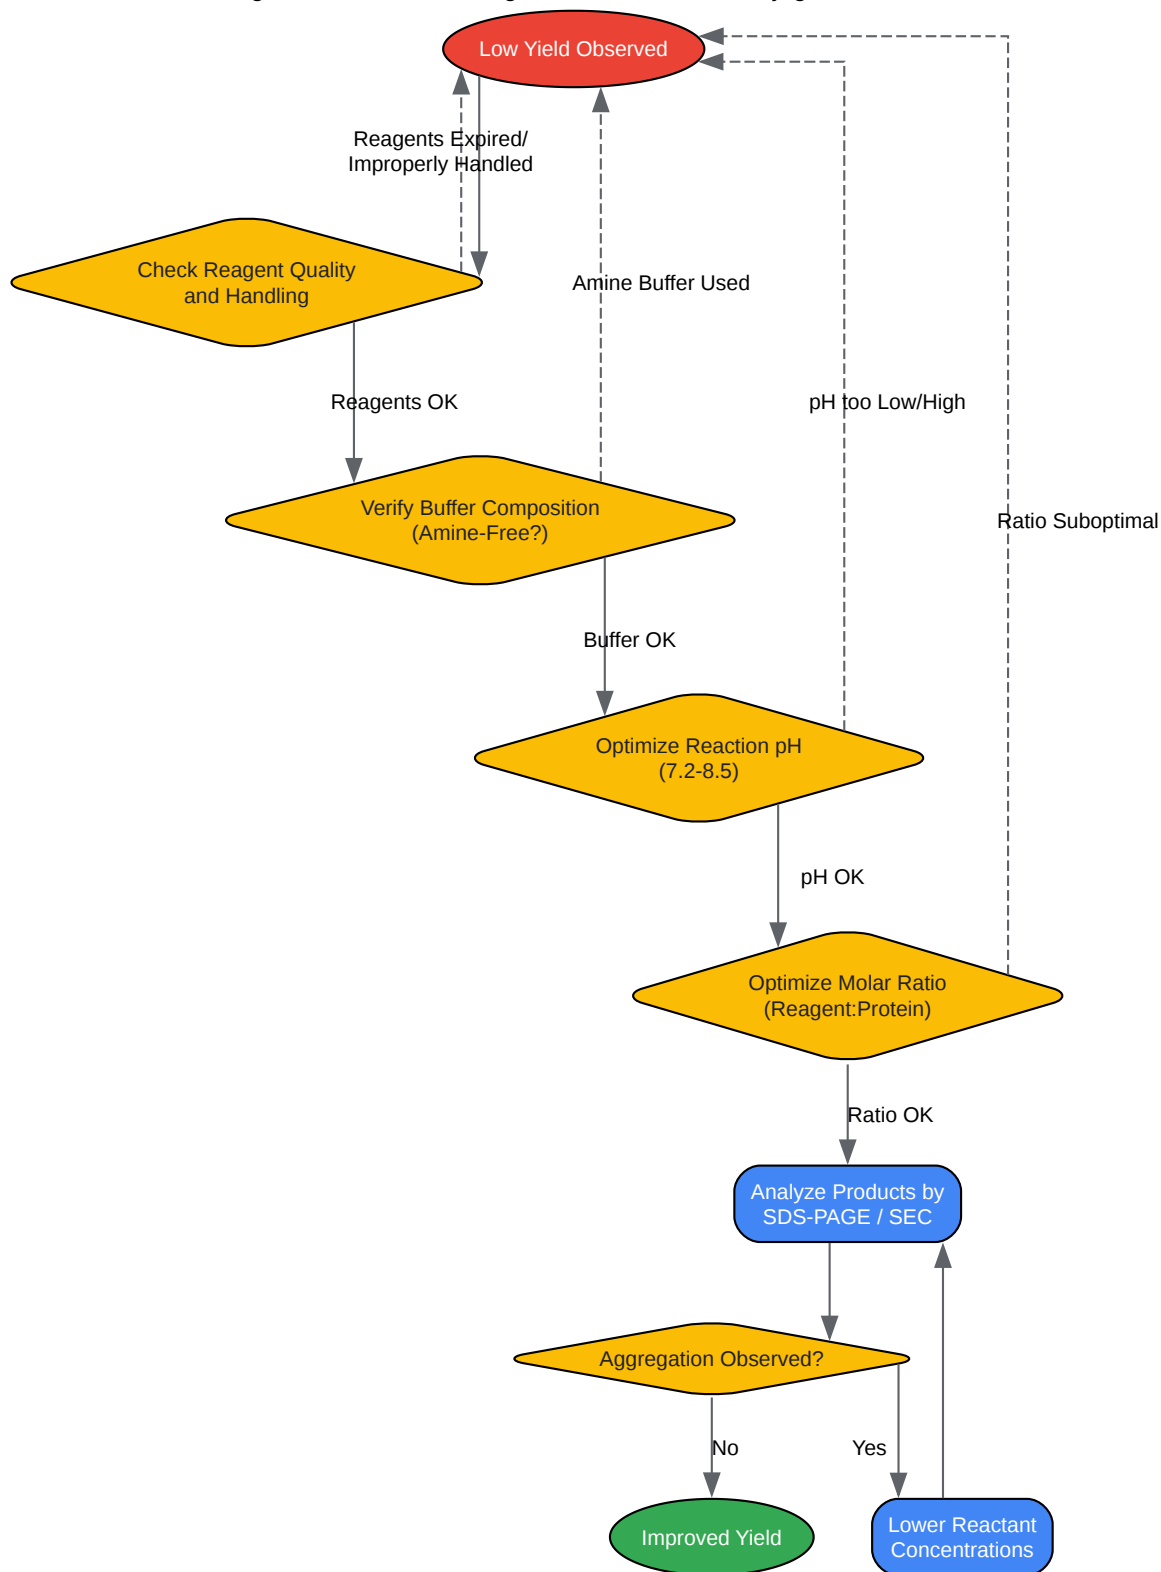 Low Yield Observed
Reagents Expired/
Improperly Handled
Check Reagent Quality
and Handling
Amine Buffer Used
Reagents OK
pH too Low/High
Verify Buffer Composition
(Amine-Free?)
Ratio Suboptimal
Buffer OK
Optimize Reaction pH
(7.2-8.5)
pH OK
Optimize Molar Ratio
(Reagent:Protein)
Ratio OK
Analyze Products by
SDS-PAGE / SEC
Aggregation Observed?
No
Yes
Improved Yield
Lower Reactant
Concentrations